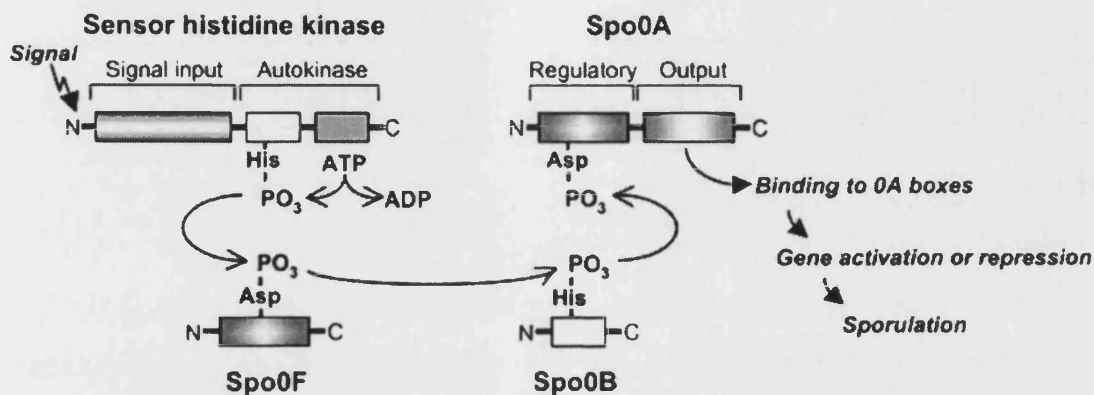 Sensor histidine kinase
Signal
Signal input
Autokinase
N
C
His
ATP
PO3
ADP
PO3
Asp
N
C
Spo0F
Spo0A
Regulatory
Output
N
C
Asp
PO3
Binding to 0A boxes
Gene activation or repression
Sporulation
PO3
His
N
C
Spo0B